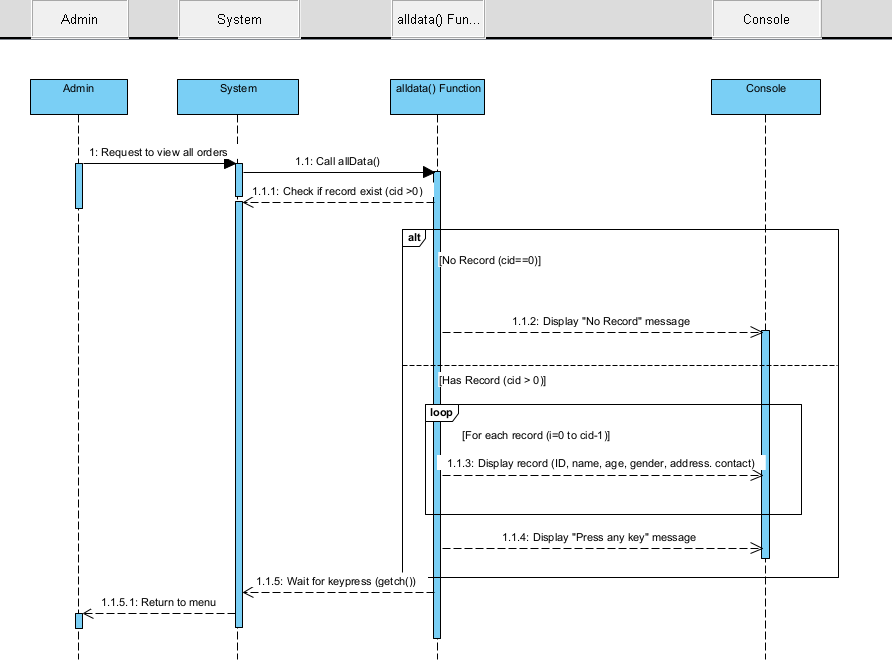 Admin
System
alldata() Fun...
Console
Admin
System
alldata() Function
Console
1: Request to view all orders
1.1: Call allData()
1.1.1: Check if record exist (cid >0)
alt
[No Record (cid==0)]
1.1.2: Display "No Record" message
[Has Record (cid > 0)]
loop
[For each record (i=0 to cid-1)]
1.1.3: Display record (ID, name, age, gender, address. contact)
1.1.4: Display "Press any key" message
1.1.5: Wait for keypress (getch())
1.1.5.1: Return to menu